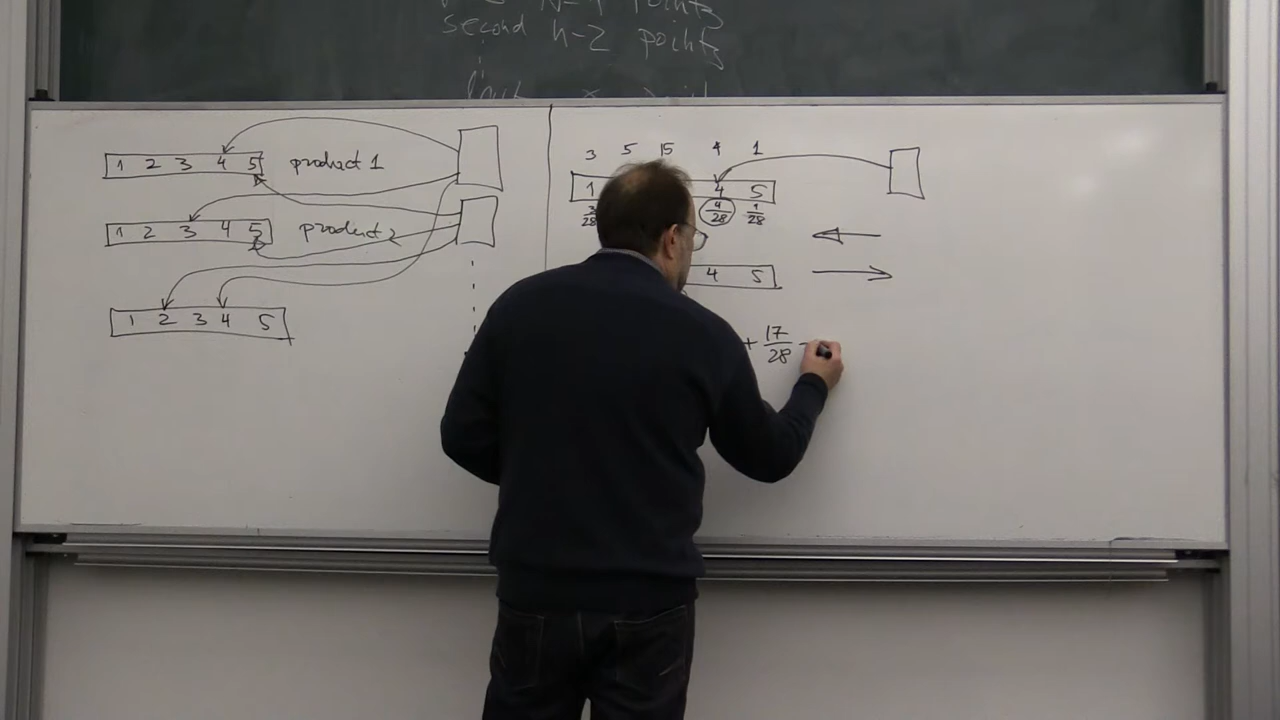 second n-2 points
1 2 3 4 5 product 1
1 2 3 4 5 product 2
1 2 3 4 5
3 5 15 4 1
1 4 5
3/28 4/28 1/28
4 5
+ 17/28 -